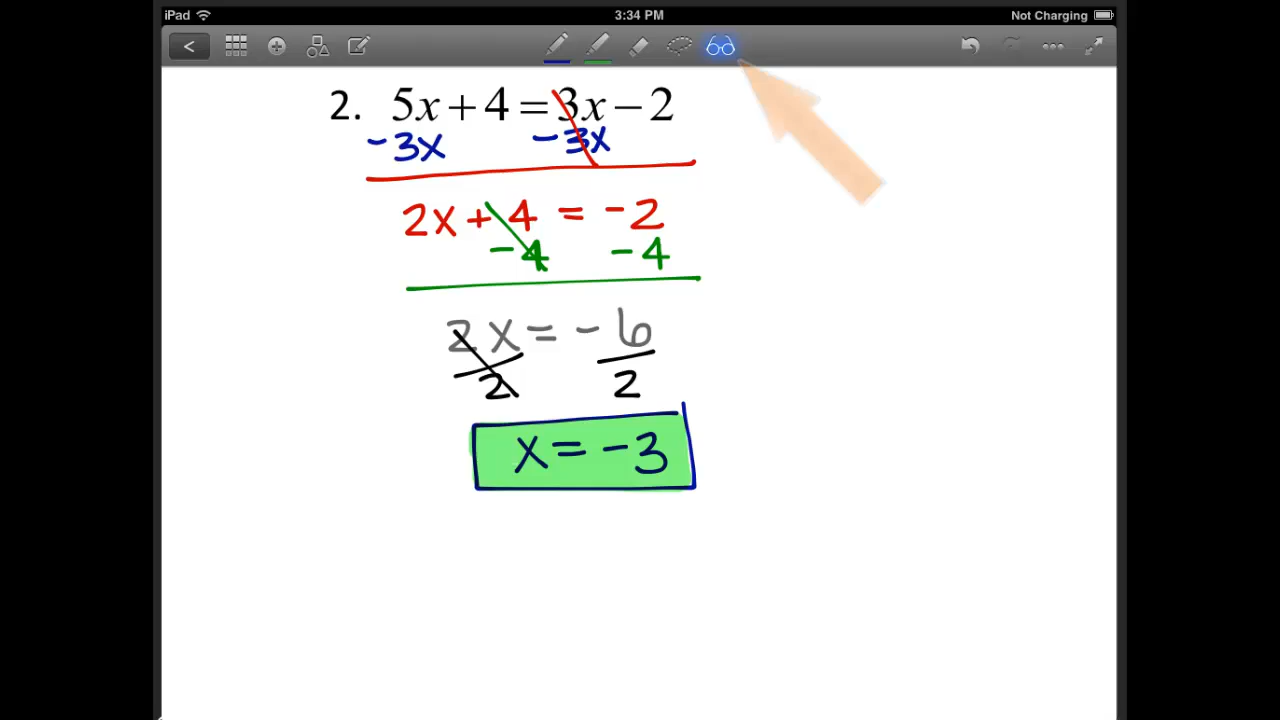 iPad 3:34 PM Not Charging
<
2. 5x + 4 = 3x − 2
-3x -3x
2x + 4 = -2
-4 -4
2x = -6
2 2
x = -3